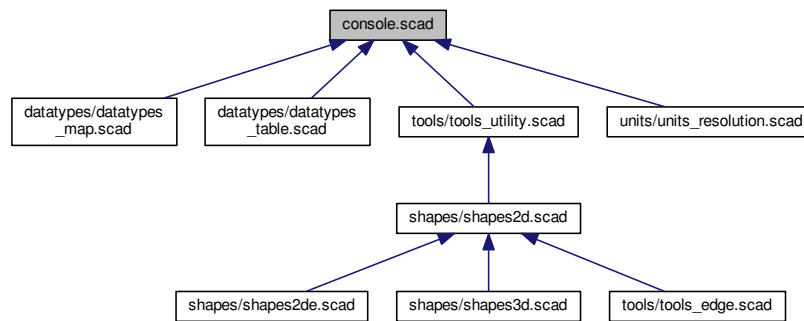 console.scad
datatypes/datatypes
_map.scad
datatypes/datatypes
_table.scad
tools/tools_utility.scad
units/units_resolution.scad
shapes/shapes2d.scad
shapes/shapes2de.scad
shapes/shapes3d.scad
tools/tools_edge.scad